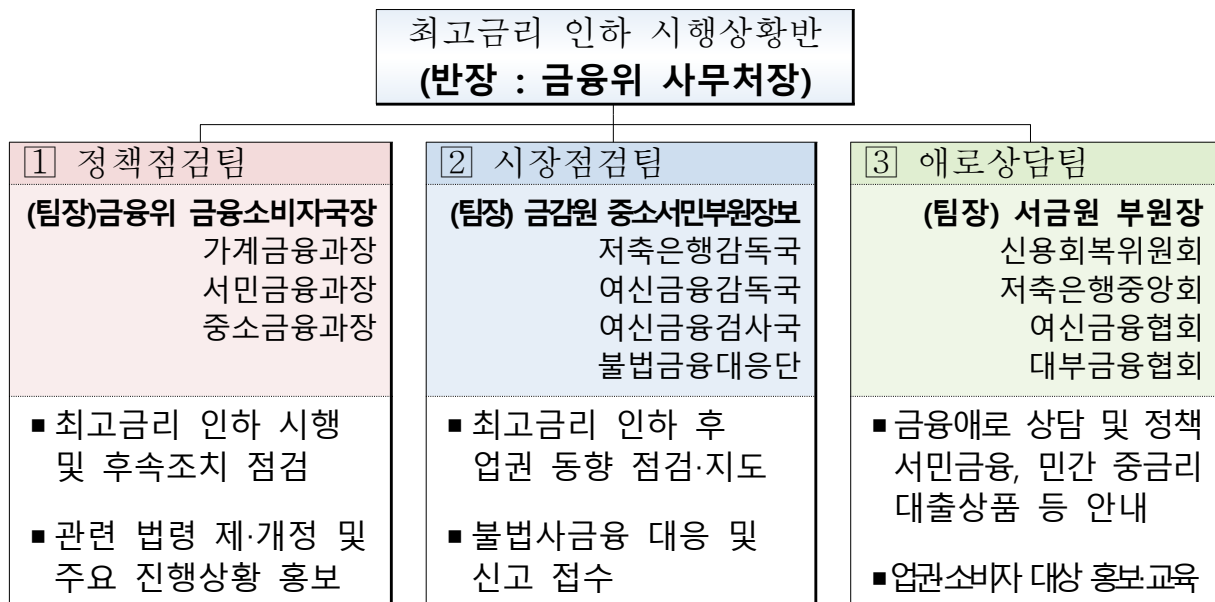 최고금리 인하 시행상황반
(반장 : 금융위 사무처장)
1 정책점검팀
(팀장)금융위 금융소비자국장
가계금융과장
서민금융과장
중소금융과장
■ 최고금리 인하 시행
및 후속조치 점검
■ 관련 법령 제·개정 및
주요 진행상황 홍보
2 시장점검팀
(팀장) 금감원 중소서민부원장보
저축은행감독국
여신금융감독국
여신금융검사국
불법금융대응단
■ 최고금리 인하 후
업권 동향 점검·지도
■ 불법사금융 대응 및
신고 접수
3 애로상담팀
(팀장) 서금원 부원장
신용회복위원회
저축은행중앙회
여신금융협회
대부금융협회
■ 금융애로 상담 및 정책
서민금융, 민간 중금리
대출상품 등 안내
■ 업권·소비자 대상 홍보·교육